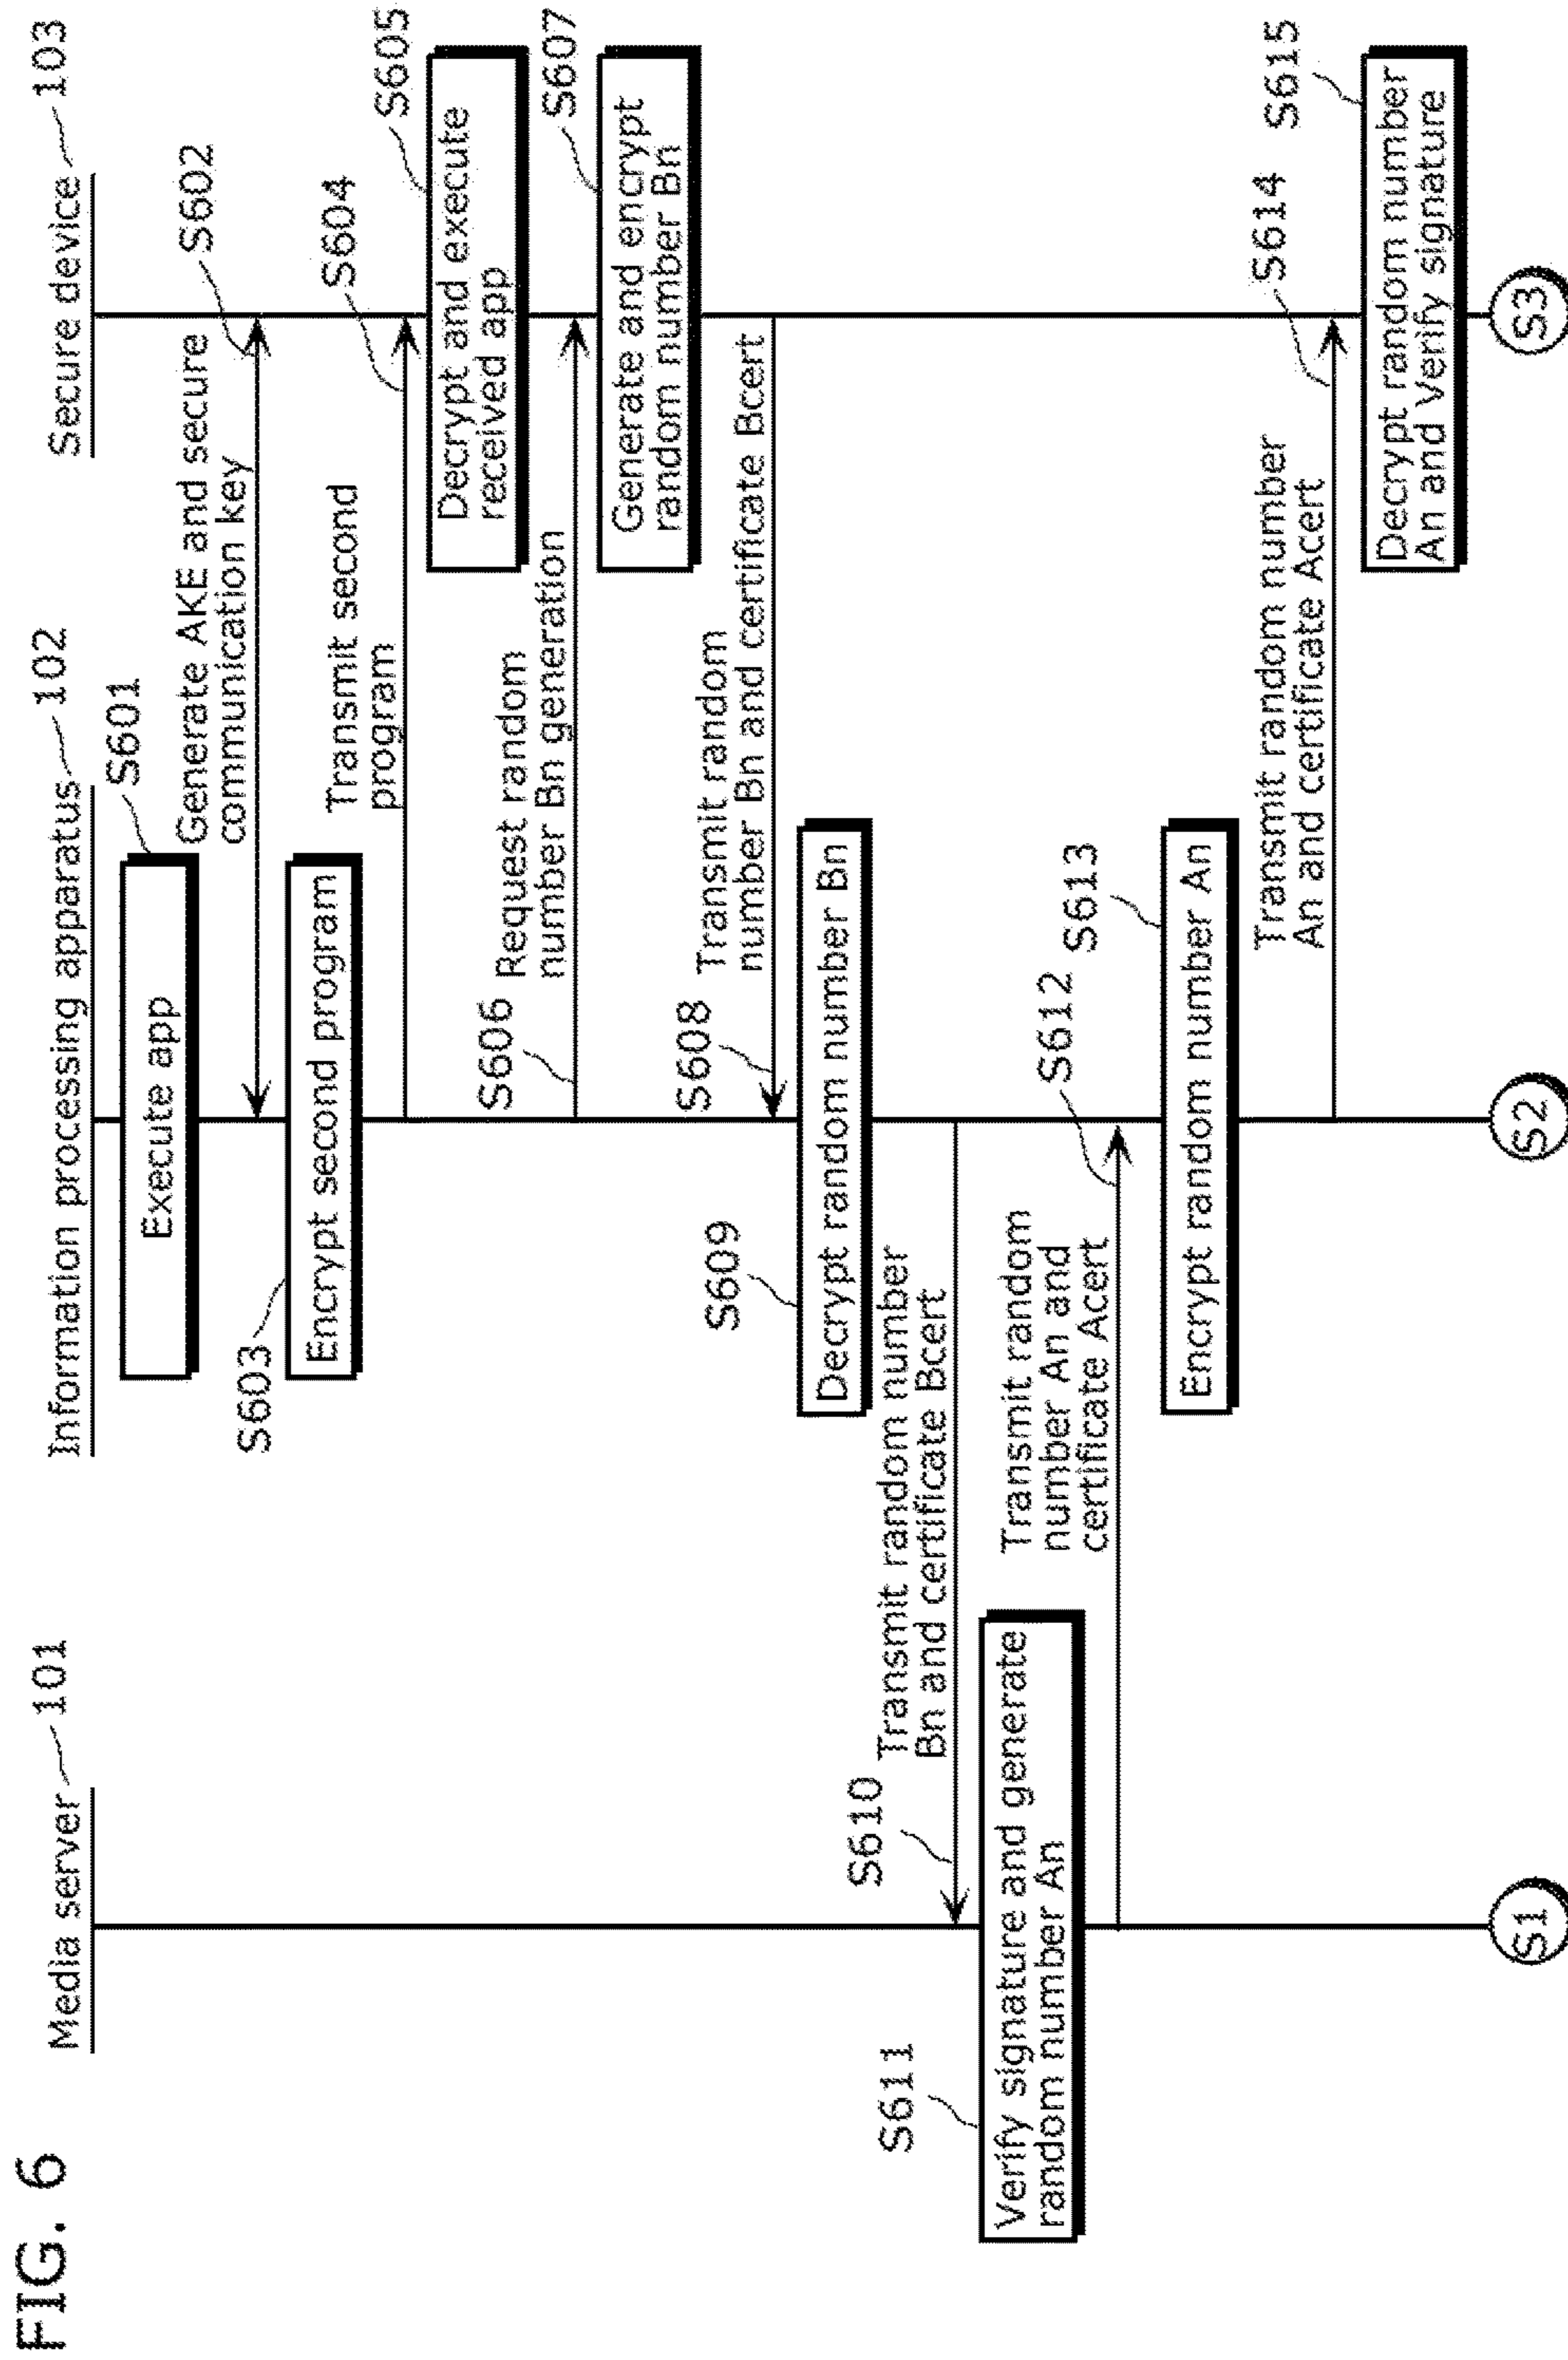 FIG. 6
Media server 101
Information processing apparatus 102
Secure device 103
S601
Execute app
Generate AKE and secure
communication key
S602
S603
Encrypt second program
Transmit second
program
S604
S605
Decrypt and execute
received app
S606
Request random
number Bn generation
S607
Generate and encrypt
random number Bn
S608
Transmit random
number Bn and certificate Bcert
S609
Decrypt random number Bn
S610
Transmit random number
Bn and certificate Bcert
S611
Verify signature and generate
random number An
Transmit random
number An and
certificate Acert
S612
S613
Encrypt random number An
Transmit random number
An and certificate Acert
S614
S615
Decrypt random number
An and Verify signature
S1
S2
S3